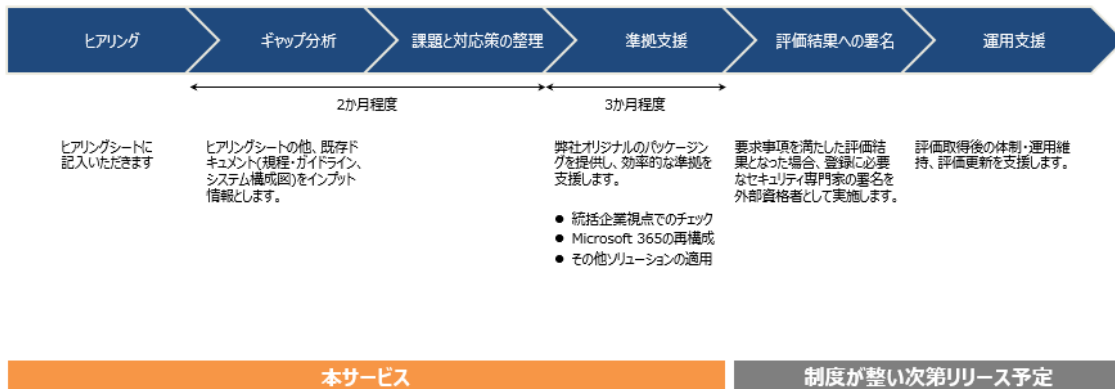 ヒアリング
ギャップ分析
課題と対応策の整理
準拠支援
評価結果への署名
運用支援
2か月程度
3か月程度
ヒアリングシートに
記入いただきます
ヒアリングシートの他、既存ド
キュメント(規程・ガイドライン、
システム構成図)をインプット
情報とします。
弊社オリジナルのパッケージン
グを提供し、効率的な準拠を
支援します。
● 統括企業視点でのチェック
● Microsoft 365の再構成
● その他ソリューションの適用
要求事項を満たした評価結
果となった場合、登録に必要
なセキュリティ専門家の署名を
外部資格者として実施します。
評価取得後の体制・運用維
持、評価更新を支援します。
本サービス
制度が整い次第リリース予定